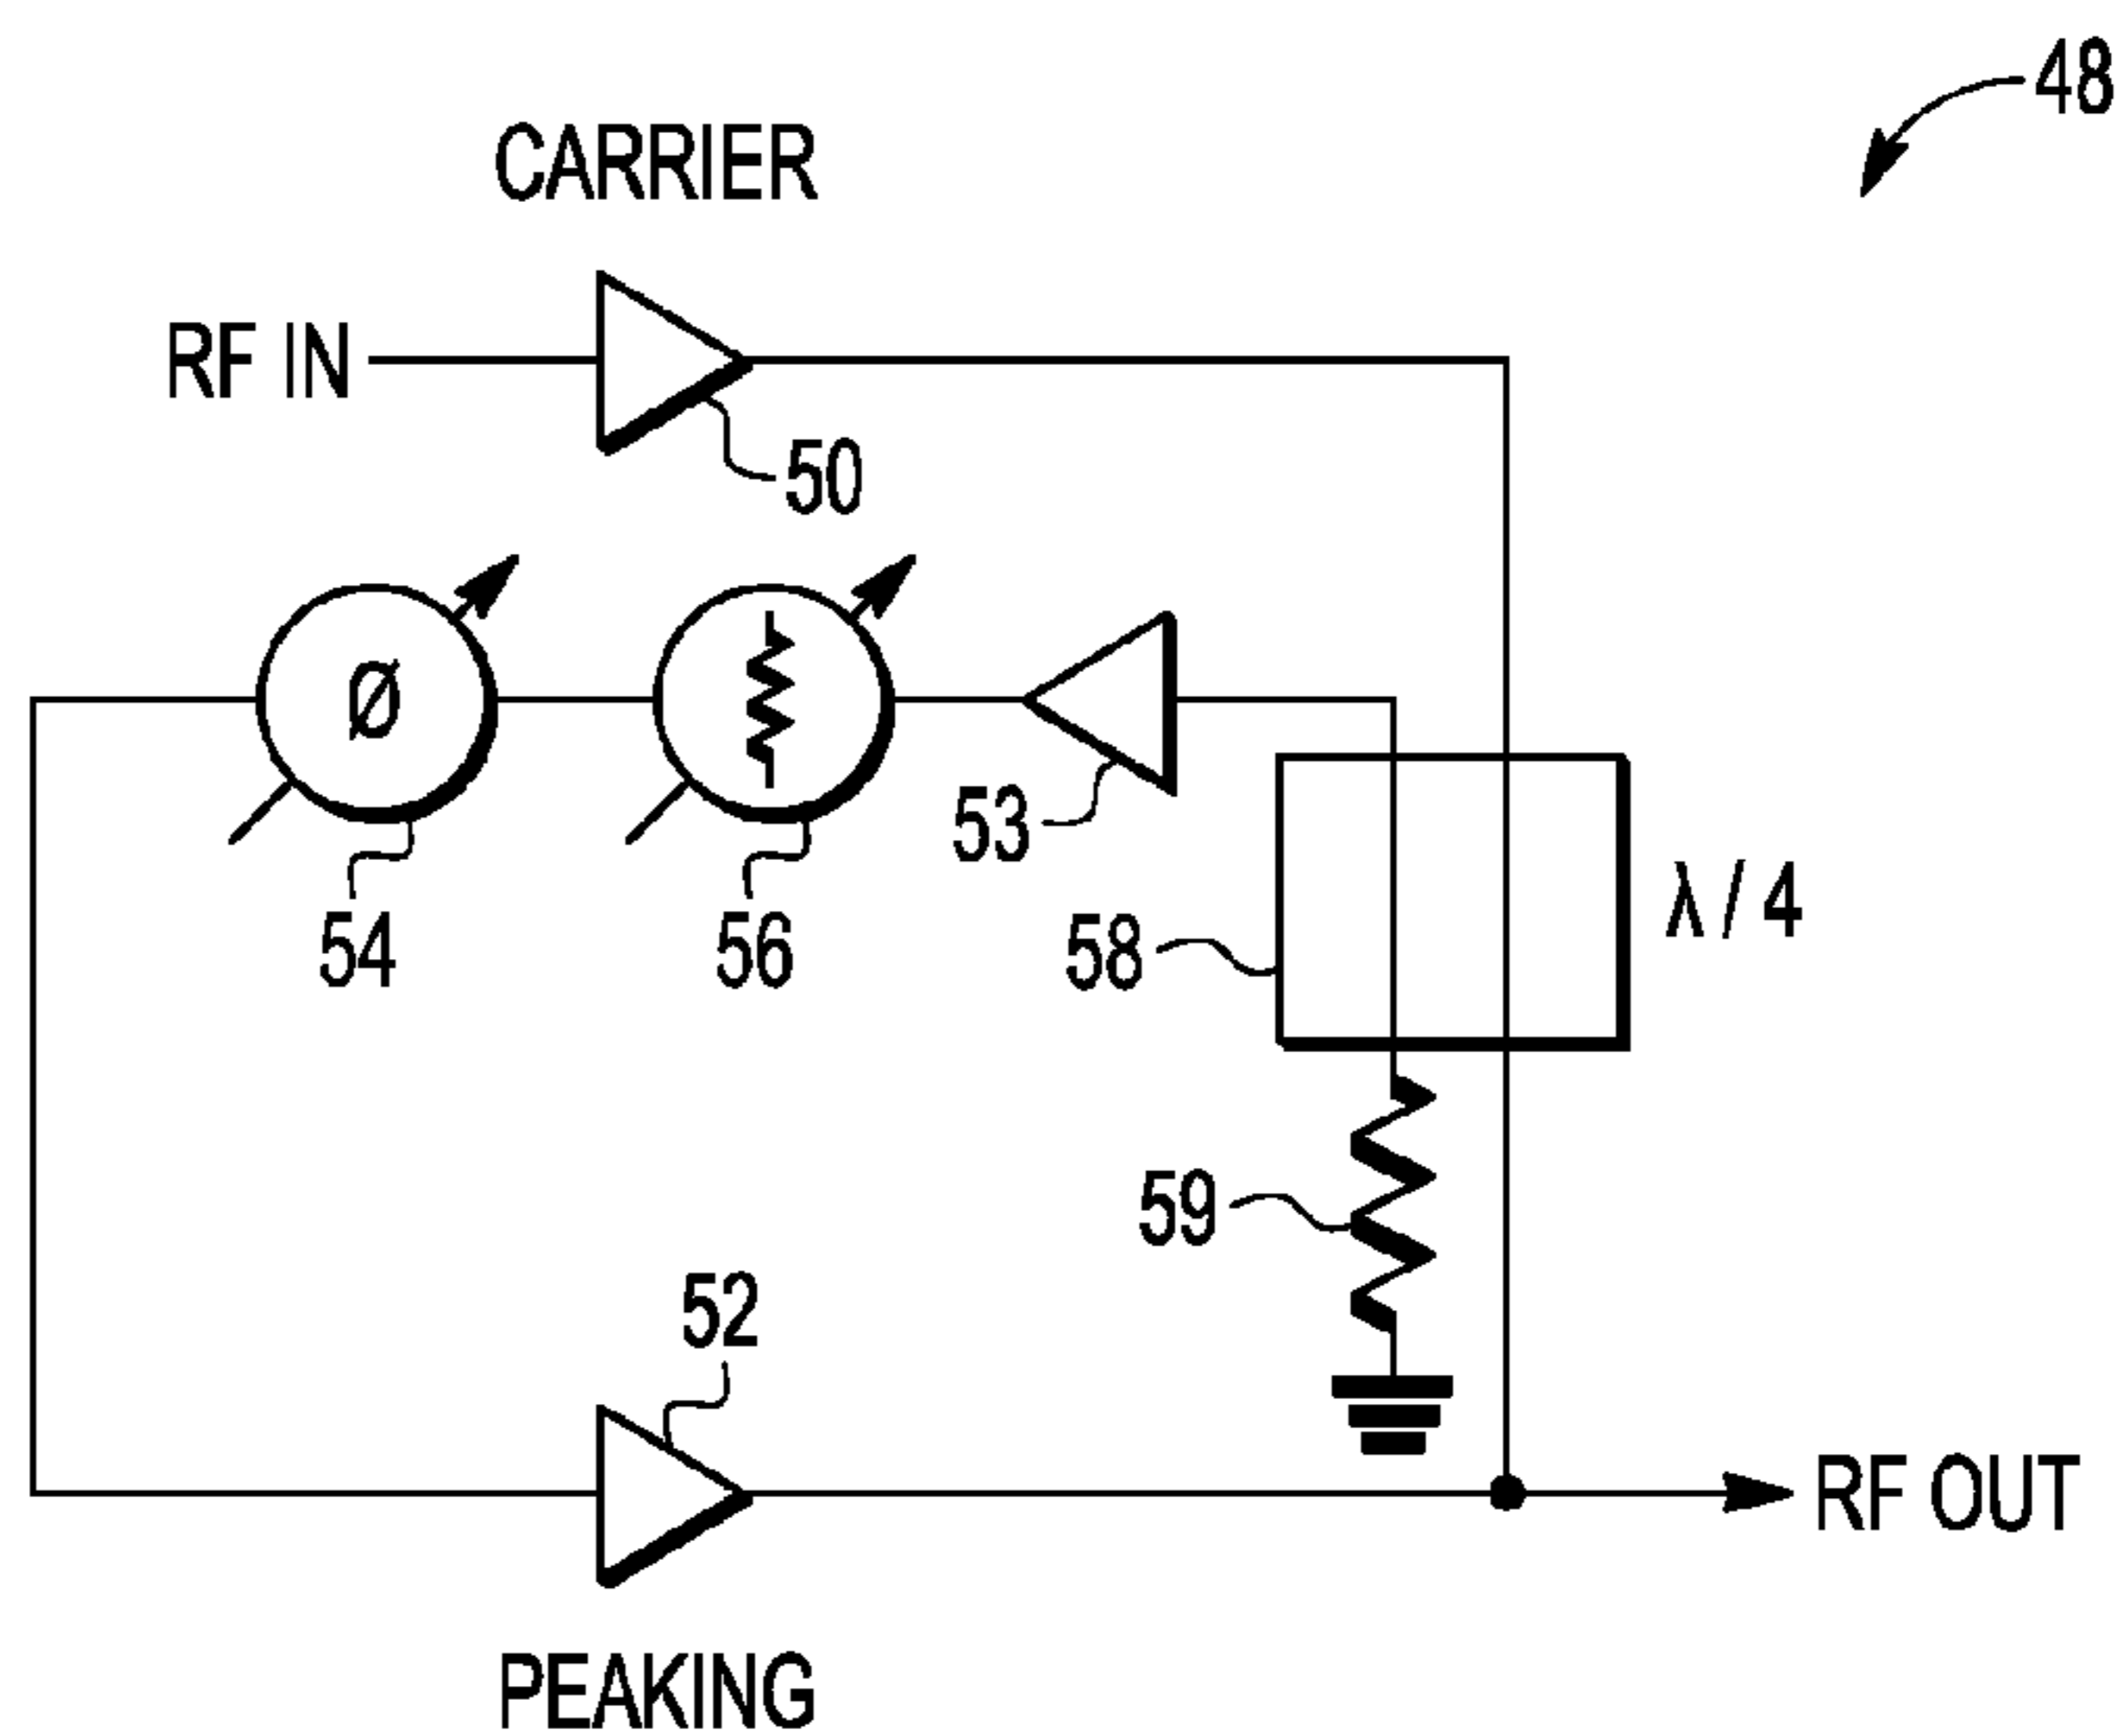 48
CARRIER
RF IN
50
Ø
53
54
56
58
λ/4
59
52
RF OUT
PEAKING